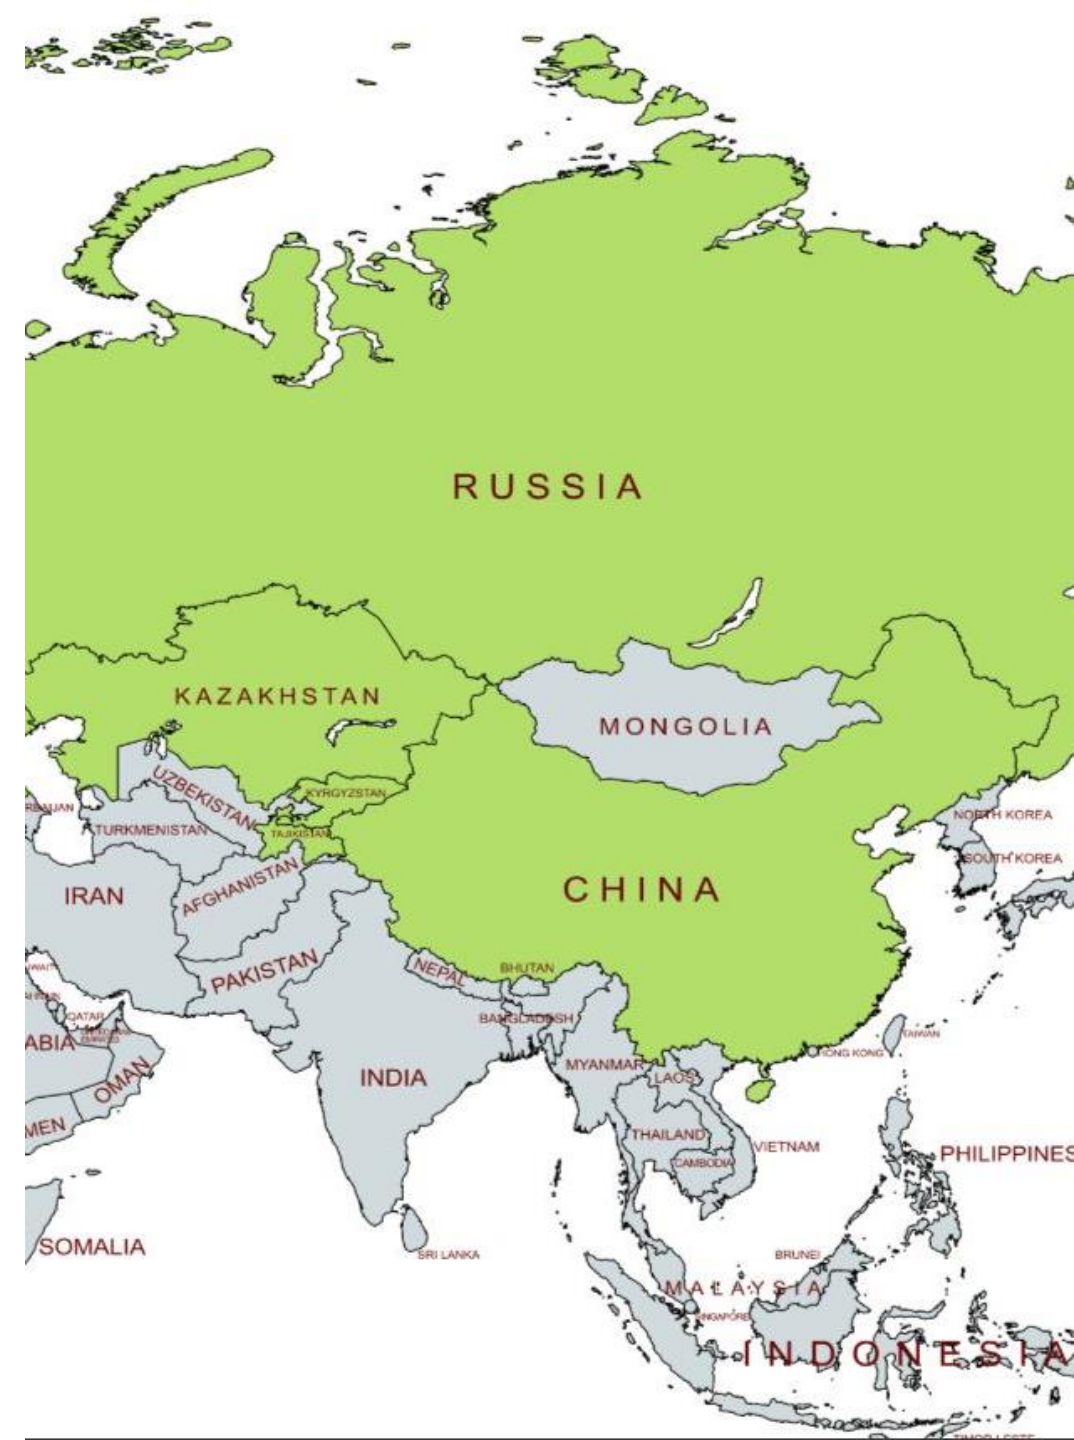 RUSSIA
KAZAKHSTAN
MONGOLIA
UZBEKISTAN
KYRGYZSTAN
TURKMENISTAN
TAJIKISTAN
NORTH KOREA
SOUTH KOREA
IRAN
AFGHANISTAN
CHINA
PAKISTAN
NEPAL
BHUTAN
QATAR
BANGLADESH
TAIWAN
ABIA
OMAN
INDIA
MYANMAR
HONG KONG
LAOS
MEN
THAILAND
VIETNAM
PHILIPPINES
CAMBODIA
SOMALIA
SRI LANKA
BRUNEI
MALAYSIA
SINGAPORE
INDONESIA
TIMOR-LESTE